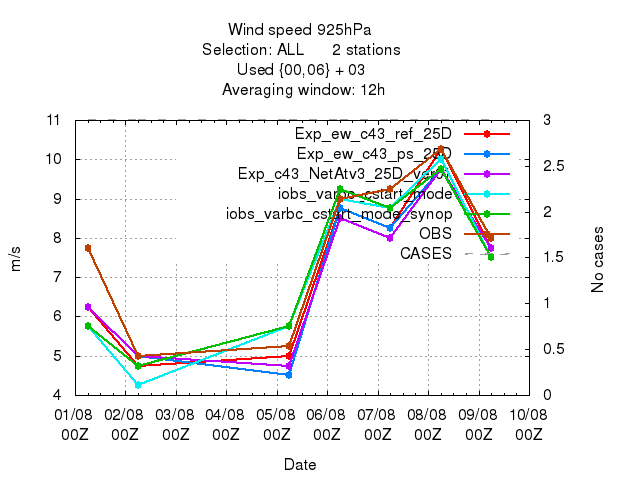 Wind speed 925hPa
Selection: ALL 2 stations
Used {00,06} + 03
Averaging window: 12h
11 3
Exp_ew_c43_ref_25D
Exp_ew_c43_ps_25D
10 2.5
Exp_c43_NetAtv3_25D_vero
iobs_varbc_cstart_mode
9 2
iobs_varbc_cstart_mode_synop
OBS
8
CASES
1.5
7
6 1
5 0.5
4 0
m/s
No cases
01/08 02/08 03/08 04/08 05/08 06/08 07/08 08/08 09/08 10/08
00Z 00Z 00Z 00Z 00Z 00Z 00Z 00Z 00Z 00Z
Date